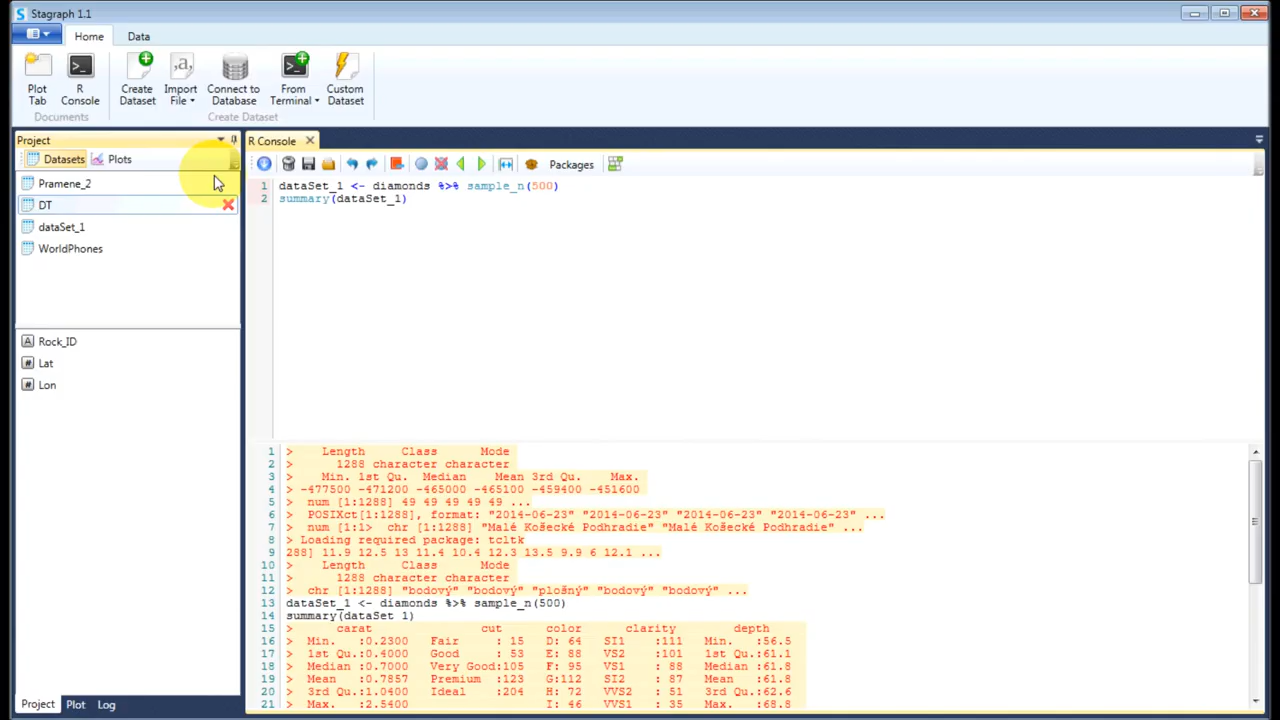 Stagraph 1.1
Home Data
Plot Tab
R Console
Create Dataset
Import File
Connect to Database
From Terminal
Custom Dataset
Documents
Create Dataset
Project
Datasets Plots
Pramene_2
DT
dataSet_1
WorldPhones
Rock_ID
Lat
Lon
Project Plot Log
R Console
Packages
1 dataSet_1 <- diamonds %>% sample_n(500)
2 summary(dataSet_1)
1 > Length Class Mode
2 > 1288 character character
3 > Min. 1st Qu. Median Mean 3rd Qu. Max.
4 > -477500 -471200 -465000 -465100 -459400 -451600
5 > num [1:1288] 49 49 49 49 49 ...
6 > POSIXct[1:1288], format: "2014-06-23" "2014-06-23" "2014-06-23" "2014-06-23" ...
7 > num [1:1> chr [1:1288] "Malé Košecké Podhradie" "Malé Košecké Podhradie" ...
8 > Loading required package: tcltk
9 288] 11.9 12.5 13 11.4 10.4 12.3 13.5 9.9 6 12.1 ...
10 > Length Class Mode
11 > 1288 character character
12 > chr [1:1288] "bodový" "bodový" "plošný" "bodový" "bodový" ...
13 dataSet_1 <- diamonds %>% sample_n(500)
14 summary(dataSet_1)
15 > carat cut color clarity depth
16 > Min. :0.2300 Fair : 15 D: 64 SI1 :111 Min. :56.5
17 > 1st Qu.:0.4000 Good : 53 E: 88 VS2 :101 1st Qu.:61.1
18 > Median :0.7000 Very Good:105 F: 95 VS1 : 88 Median :61.8
19 > Mean :0.7857 Premium :123 G:112 SI2 : 87 Mean :61.8
20 > 3rd Qu.:1.0400 Ideal :204 H: 72 VVS2 : 51 3rd Qu.:62.6
21 > Max. :2.5400 I: 46 VVS1 : 35 Max. :68.8